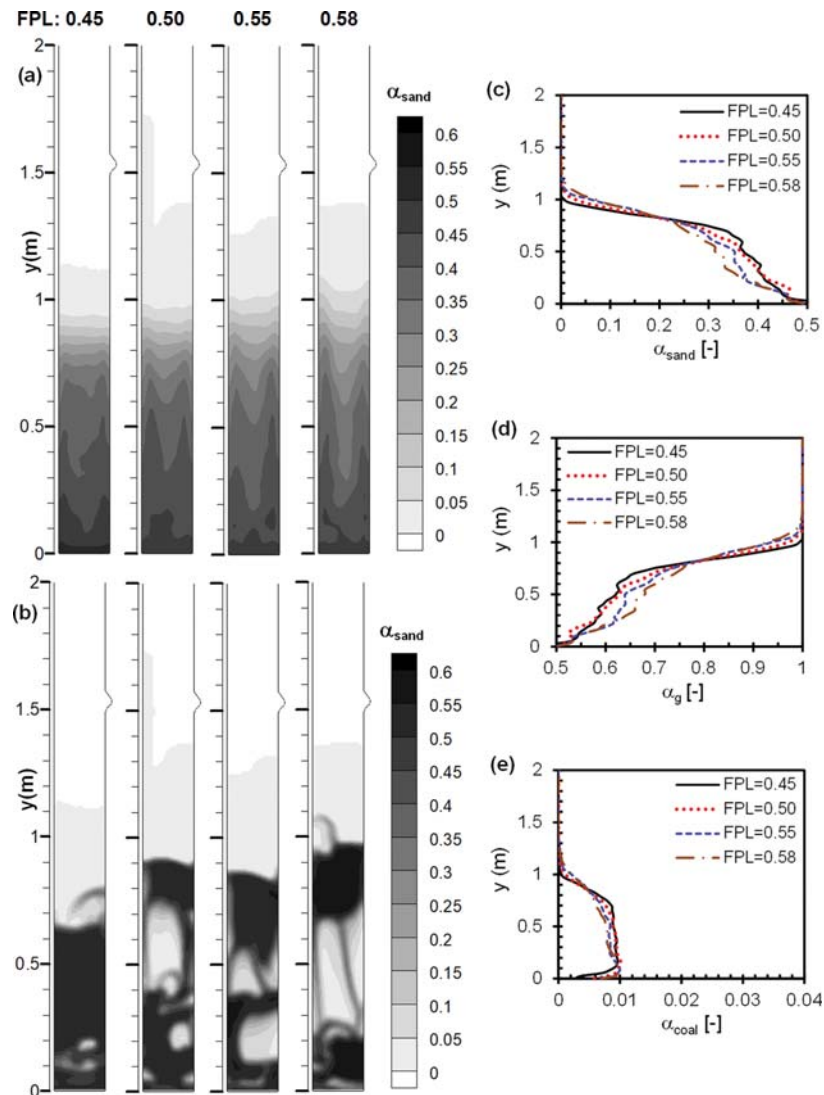 FPL: 0.45 0.50 0.55 0.58
(a)
y(m)
2
1.5
1
0.5
0
α_sand
0.6
0.55
0.5
0.45
0.4
0.35
0.3
0.25
0.2
0.15
0.1
0.05
0
(b)
y(m)
2
1.5
1
0.5
0
α_sand
0.6
0.55
0.5
0.45
0.4
0.35
0.3
0.25
0.2
0.15
0.1
0.05
0
(c)
y (m)
2
1.5
1
0.5
0
FPL=0.45
FPL=0.50
FPL=0.55
FPL=0.58
0 0.1 0.2 0.3 0.4 0.5
α_sand [-]
(d)
y (m)
2
1.5
1
0.5
0
FPL=0.45
FPL=0.50
FPL=0.55
FPL=0.58
0.5 0.6 0.7 0.8 0.9 1
α_g [-]
(e)
y (m)
2
1.5
1
0.5
0
FPL=0.45
FPL=0.50
FPL=0.55
FPL=0.58
0 0.01 0.02 0.03 0.04
α_coal [-]